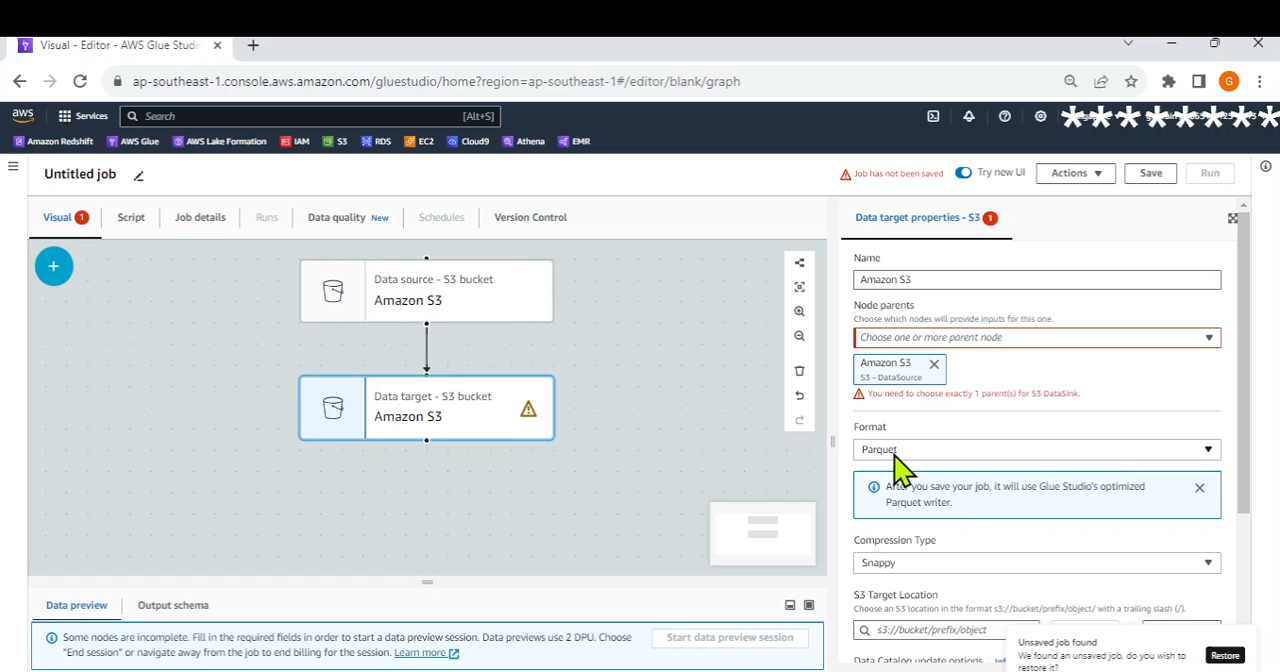 Visual - Editor - AWS Glue Studi
ap-southeast-1.console.aws.amazon.com/gluestudio/home?region=ap-southeast-1#/editor/blank/graph
G
aws
Services
Search
[Alt+S]
Amazon Redshift
AWS Glue
AWS Lake Formation
IAM
S3
RDS
EC2
Cloud9
Athena
EMR
Untitled job
Job has not been saved
Try new UI
Actions
Save
Run
Visual 1
Script
Job details
Runs
Data quality New
Schedules
Version Control
Data target properties - S3 1
Data source - S3 bucket
Amazon S3
Data target - S3 bucket
Amazon S3
Name
Amazon S3
Node parents
Choose which nodes will provide inputs for this one.
Choose one or more parent node
Amazon S3
S3 - DataSource
You need to choose exactly 1 parent(s) for S3 DataSink.
Format
Parquet
After you save your job, it will use Glue Studio's optimized
Parquet writer.
Compression Type
Snappy
S3 Target Location
Choose an S3 location in the format s3://bucket/prefix/object/ with a trailing slash (/).
s3://bucket/prefix/object
Data Catalog update options
Data preview
Output schema
Some nodes are incomplete. Fill in the required fields in order to start a data preview session. Data previews use 2 DPU. Choose
"End session" or navigate away from the job to end billing for the session. Learn more
Start data preview session
Unsaved job found
We found an unsaved job, do you wish to
restore it?
Restore